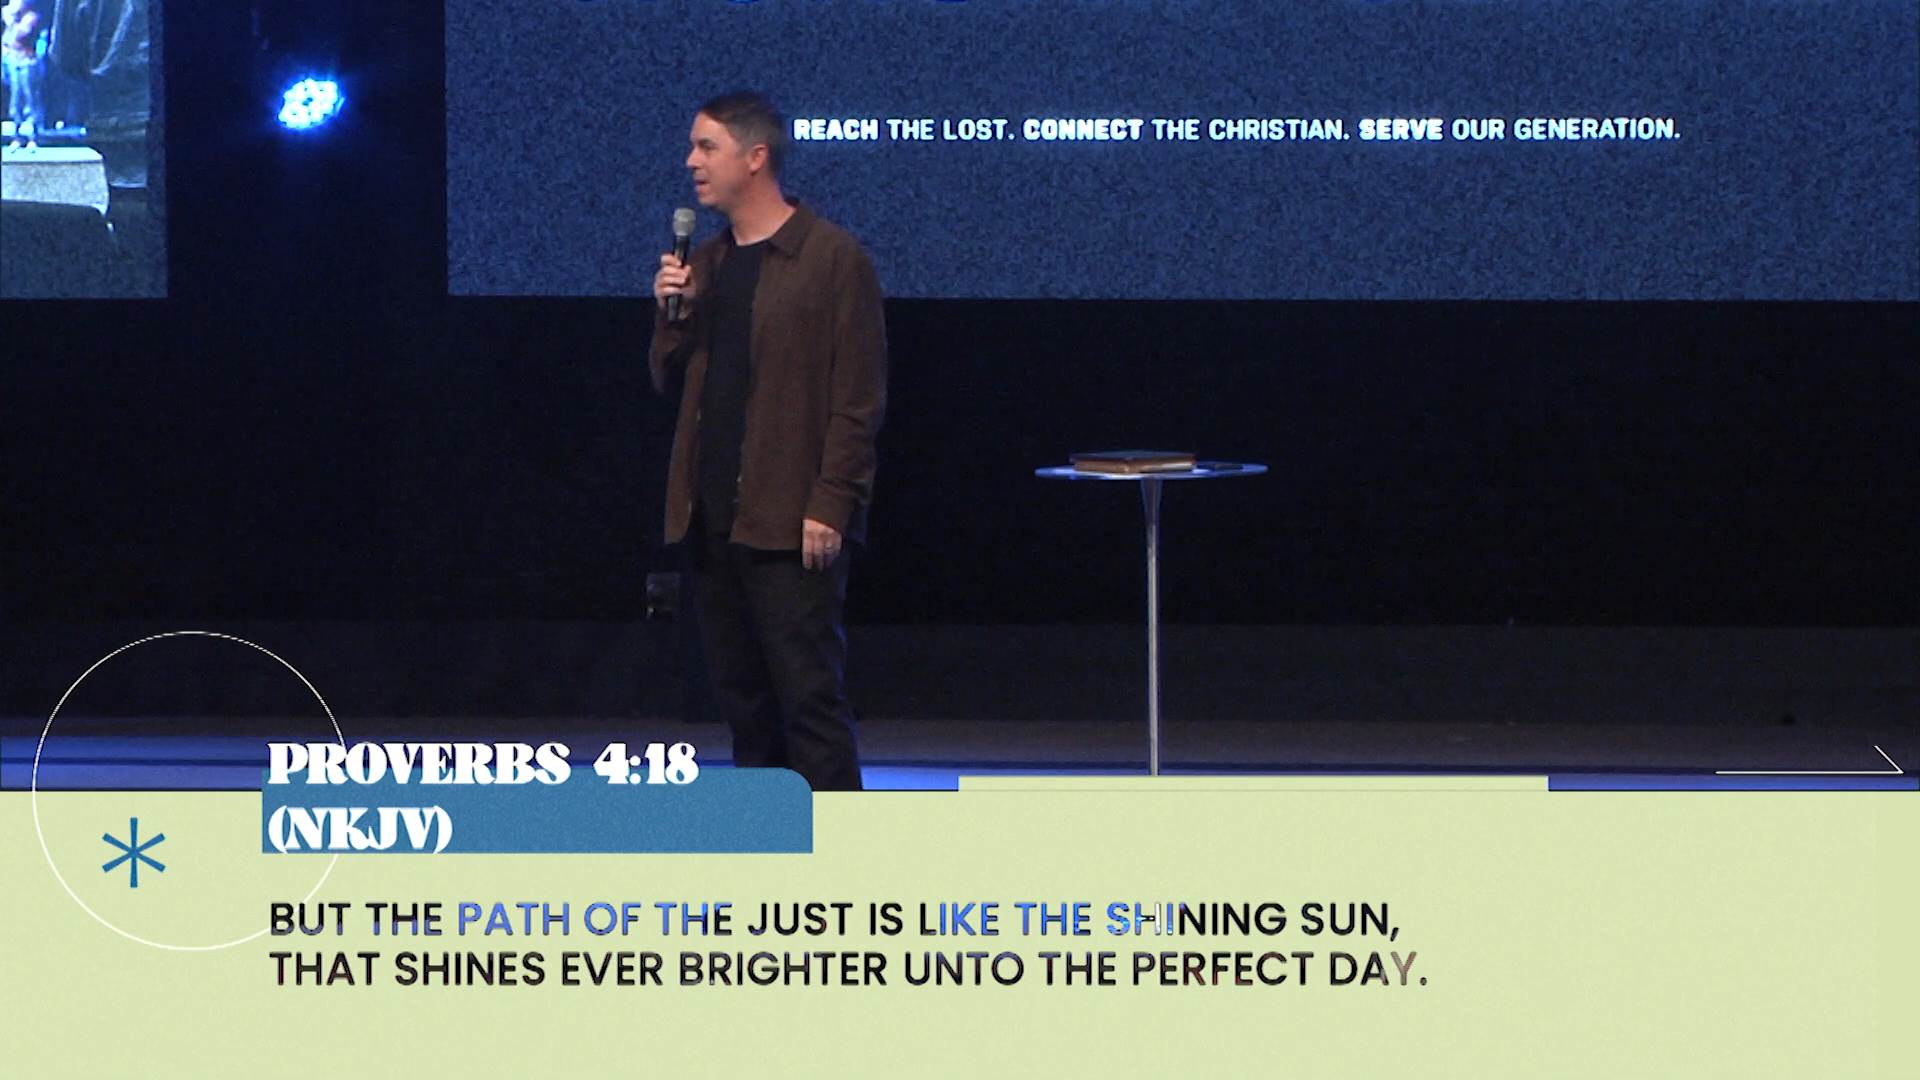 REACH THE LOST. CONNECT THE CHRISTIAN. SERVE OUR GENERATION.
PROVERBS 4:18
(NKJV)
BUT THE PATH OF THE JUST IS LIKE THE SHINING SUN,
THAT SHINES EVER BRIGHTER UNTO THE PERFECT DAY.